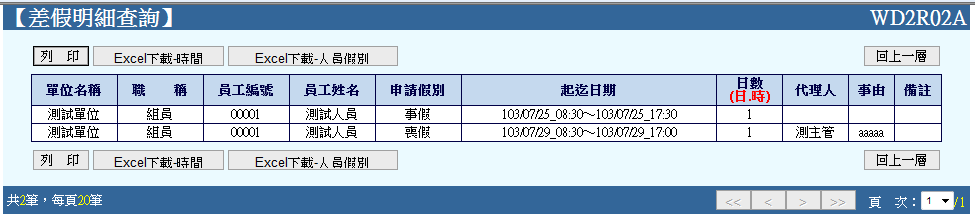 【差假明細查詢】 WD2R02A
列 印 Excel下載-時間 Excel下載-人員假別 回上一層
單位名稱 職 稱 員工編號 員工姓名 申請假別 起迄日期 日數 代理人 事由 備註
(日.時)
測試單位 組員 00001 測試人員 事假 103/07/25_08:30～103/07/25_17:30 1
測試單位 組員 00001 測試人員 喪假 103/07/29_08:30～103/07/29_17:00 1 測主管 aaaaa
列 印 Excel下載-時間 Excel下載-人員假別 回上一層
共2筆，每頁20筆 << < > >> 頁 次：1 /1